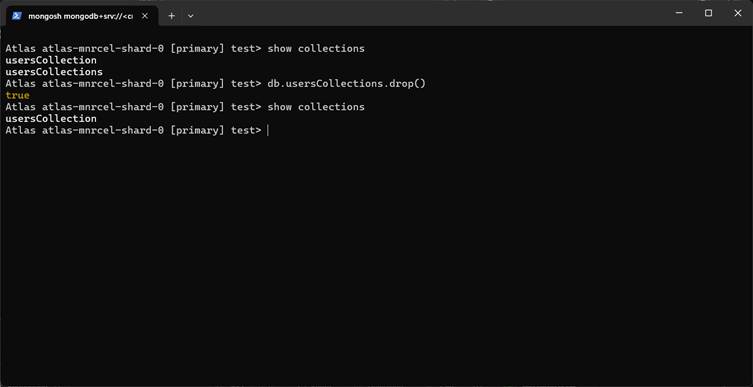 mongosh mongodb+srv://<cr
Atlas atlas-mnrcel-shard-0 [primary] test> show collections
usersCollection
usersCollections
Atlas atlas-mnrcel-shard-0 [primary] test> db.usersCollections.drop()
true
Atlas atlas-mnrcel-shard-0 [primary] test> show collections
usersCollection
Atlas atlas-mnrcel-shard-0 [primary] test>